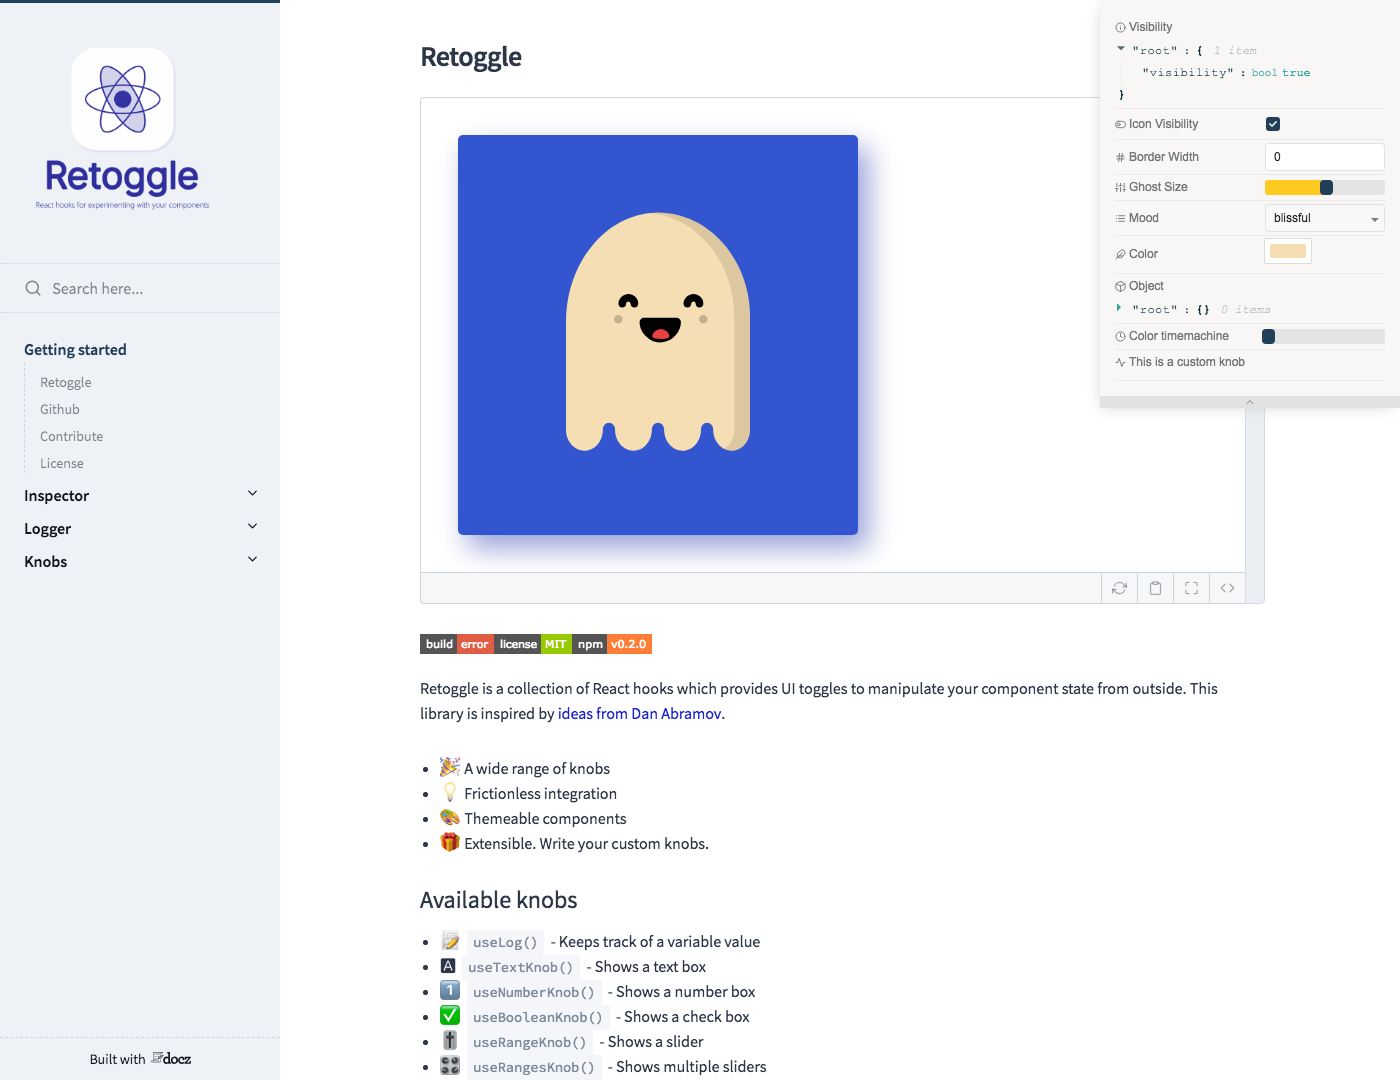 Retoggle
React hooks for experimenting with your components
Search here...
Getting started
Retoggle
Github
Contribute
License
Inspector
Logger
Knobs
Built with docz
Retoggle
build error license MIT npm v0.2.0
Retoggle is a collection of React hooks which provides UI toggles to manipulate your component state from outside. This
library is inspired by ideas from Dan Abramov.
A wide range of knobs
Frictionless integration
Themeable components
Extensible. Write your custom knobs.
Available knobs
useLog() - Keeps track of a variable value
useTextKnob() - Shows a text box
useNumberKnob() - Shows a number box
useBooleanKnob() - Shows a check box
useRangeKnob() - Shows a slider
useRangesKnob() - Shows multiple sliders
Visibility
"root" : { 1 item
"visibility" : bool true
}
Icon Visibility
Border Width 0
Ghost Size
Mood blissful
Color
Object
"root" : {} 0 items
Color timemachine
This is a custom knob